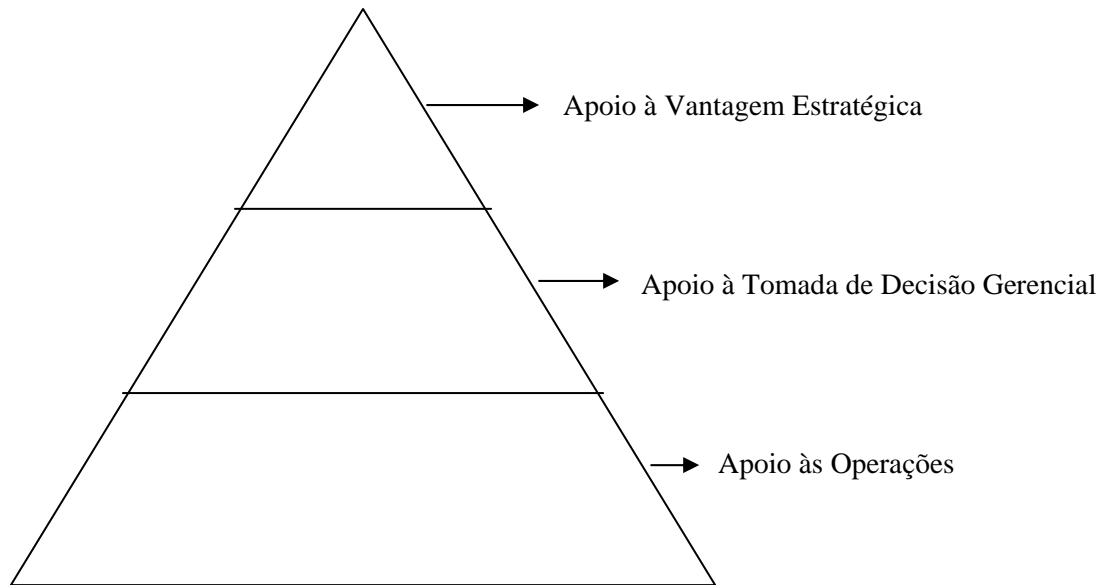 Apoio à Vantagem Estratégica
Apoio à Tomada de Decisão Gerencial
Apoio às Operações